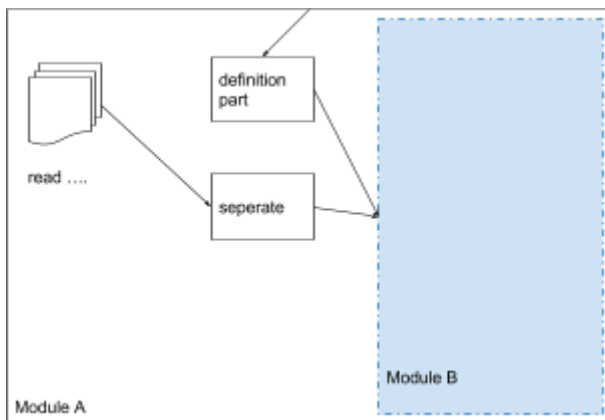 definition
part
read ....
seperate
Module B
Module A